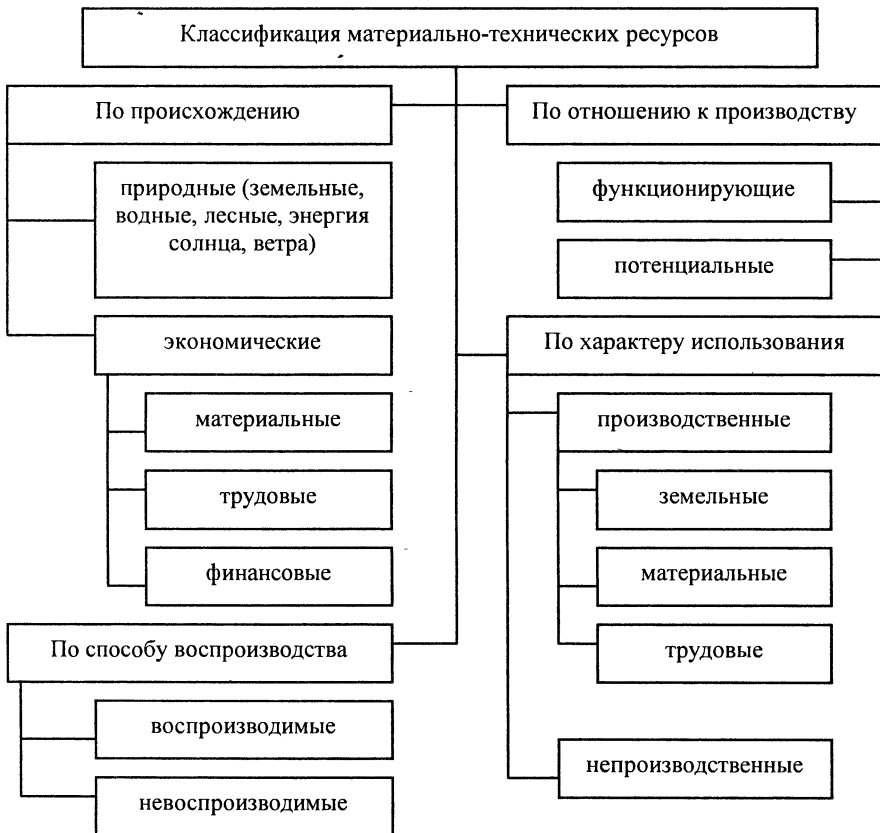 Классификация материально-технических ресурсов
По происхождению
природные (земельные,
водные, лесные, энергия
солнца, ветра)
экономические
материальные
трудовые
финансовые
По способу воспроизводства
воспроизводимые
невоспроизводимые
По отношению к производству
функционирующие
потенциальные
По характеру использования
производственные
земельные
материальные
трудовые
непроизводственные